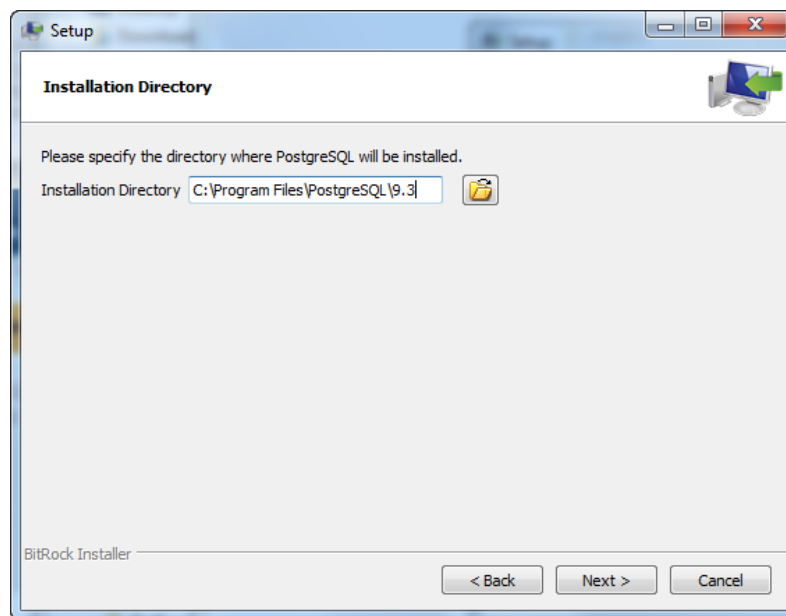 Setup
Installation Directory
Please specify the directory where PostgreSQL will be installed.
Installation Directory C:\Program Files\PostgreSQL\9.3
BitRock Installer
< Back Next > Cancel